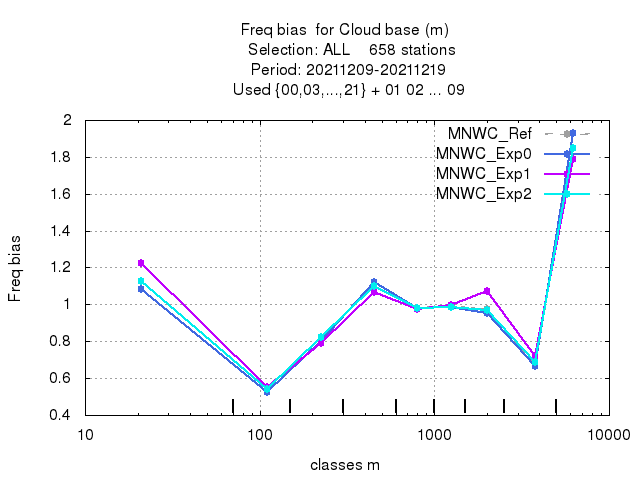 Freq bias  for Cloud base (m)
Selection: ALL    658 stations
Period: 20211209-20211219
Used {00,03,...,21} + 01 02 ... 09
MNWC_Ref
MNWC_Exp0
MNWC_Exp1
MNWC_Exp2
Freq bias
2
1.8
1.6
1.4
1.2
1
0.8
0.6
0.4
10
100
1000
10000
classes m